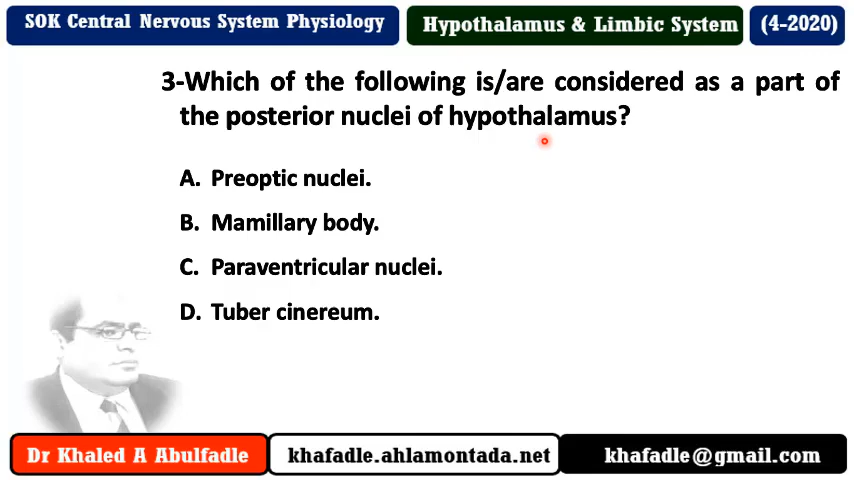 SOK Central Nervous System Physiology
Hypothalamus & Limbic System
(4-2020)
3-Which of the following is/are considered as a part of
the posterior nuclei of hypothalamus?
A. Preoptic nuclei.
B. Mamillary body.
C. Paraventricular nuclei.
D. Tuber cinereum.
Dr Khaled A Abulfadle
khafadle.ahlamontada.net
khafadle@gmail.com